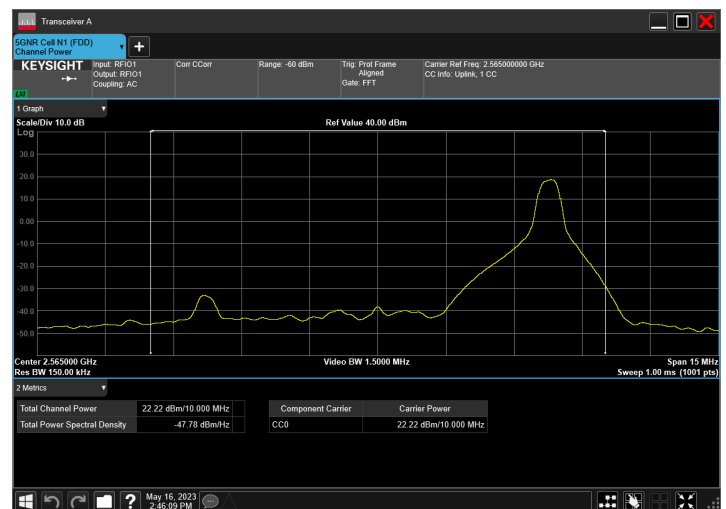 Transceiver A
5GNR Cell N1 (FDD)
Channel Power
KEYSIGHT
LXI
Input: RFIO1
Output: RFIO1
Coupling: AC
Corr CCorr
Range: -60 dBm
Trig: Prot Frame
Aligned
Gate: FFT
Carrier Ref Freq: 2.565000000 GHz
CC Info: Uplink, 1 CC
1 Graph
Scale/Div 10.0 dB
Ref Value 40.00 dBm
Log
30.0
20.0
10.0
0.00
-10.0
-20.0
-30.0
-40.0
-50.0
Center 2.565000 GHz
Video BW 1.5000 MHz
Span 15 MHz
Res BW 150.00 kHz
Sweep 1.00 ms (1001 pts)
2 Metrics
Total Channel Power 22.22 dBm/10.000 MHz
Total Power Spectral Density -47.78 dBm/Hz
Component Carrier Carrier Power
CC0 22.22 dBm/10.000 MHz
May 16, 2023
2:46:09 PM